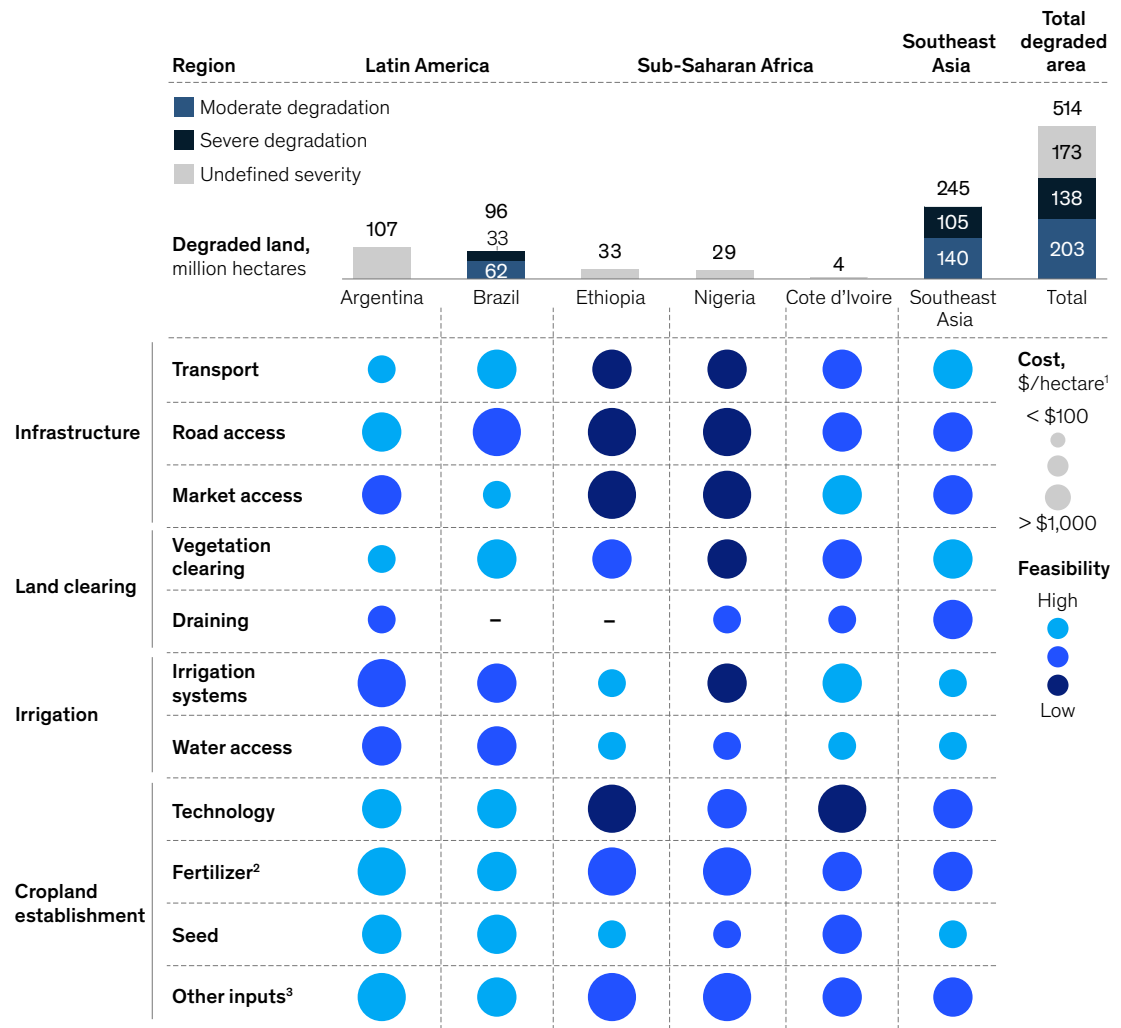 Region
Latin America
Sub-Saharan Africa
Southeast
Asia
Total
degraded
area
Moderate degradation
Severe degradation
Undefined severity
Degraded land,
million hectares
107
96
33
62
33
29
4
245
105
140
514
173
138
203
Argentina
Brazil
Ethiopia
Nigeria
Cote d’Ivoire
Southeast
Asia
Total
Infrastructure
Transport
Road access
Market access
Land clearing
Vegetation
clearing
Draining
–
–
Irrigation
Irrigation
systems
Water access
Cropland
establishment
Technology
Fertilizer²
Seed
Other inputs³
Cost,
$/hectare¹
< $100
> $1,000
Feasibility
High
Low